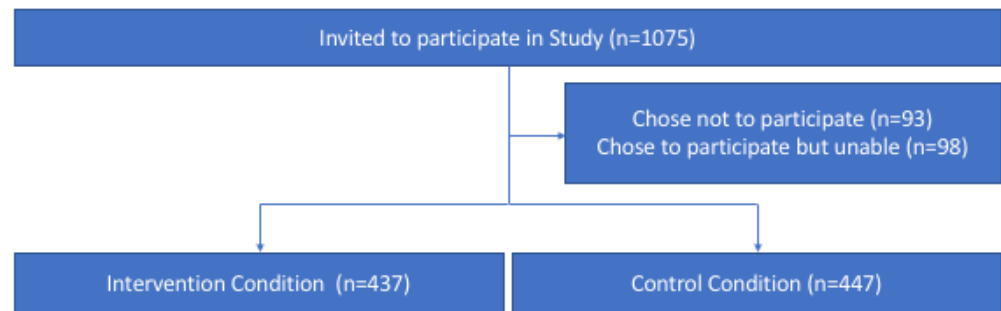 Invited to participate in Study (n=1075)
Chose not to participate (n=93)
Chose to participate but unable (n=98)
Intervention Condition  (n=437)
Control Condition (n=447)